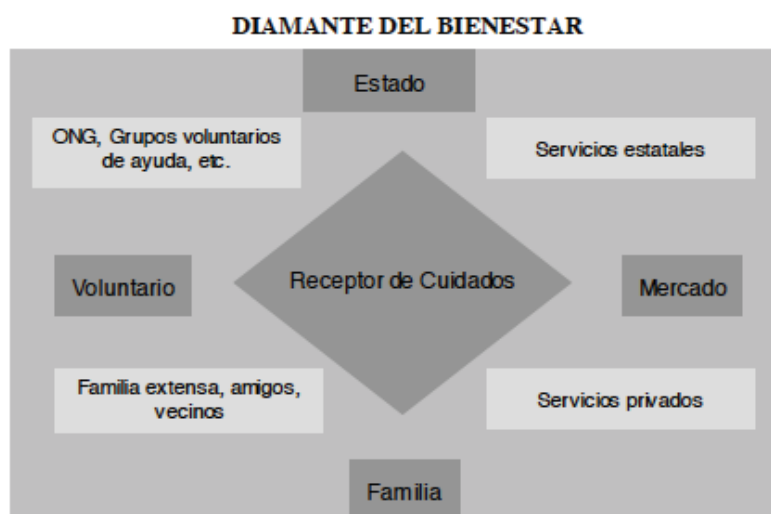 DIAMANTE DEL BIENESTAR
Estado
ONG, Grupos voluntarios
de ayuda, etc.
Servicios estatales
Voluntario
Receptor de Cuidados
Mercado
Familia extensa, amigos,
vecinos
Servicios privados
Familia